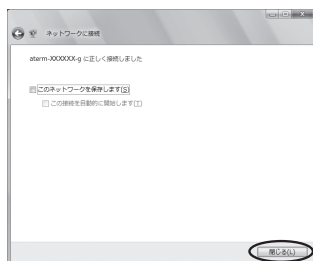 ネットワークに接続
aterm-XXXXXX-g に正しく接続しました
このネットワークを保存します(S)
この接続を自動的に開始します(T)
閉じる(L)